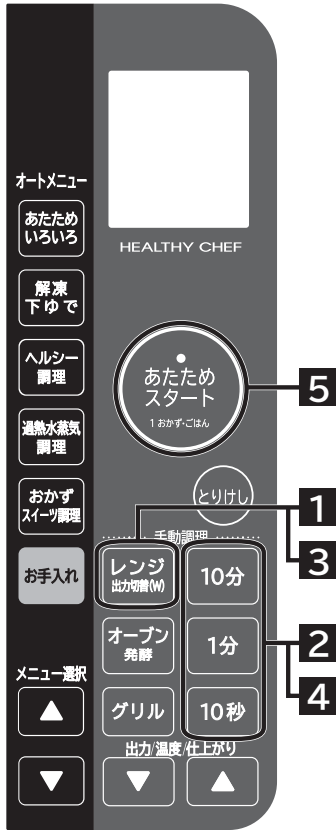 オートメニュー
あたため
いろいろ
解凍
下ゆで
ヘルシー
調理
過熱水蒸気
調理
おかず
スイーツ調理
お手入れ
メニュー選択
▲
▼
HEALTHY CHEF
あたため
スタート
1 おかず・ごはん
5
とりけし
1
3
手動調理
レンジ
出力切替(W)
10分
オーブン
発酵
1分
2
4
グリル
10秒
出力/温度/仕上がり
▼
▲